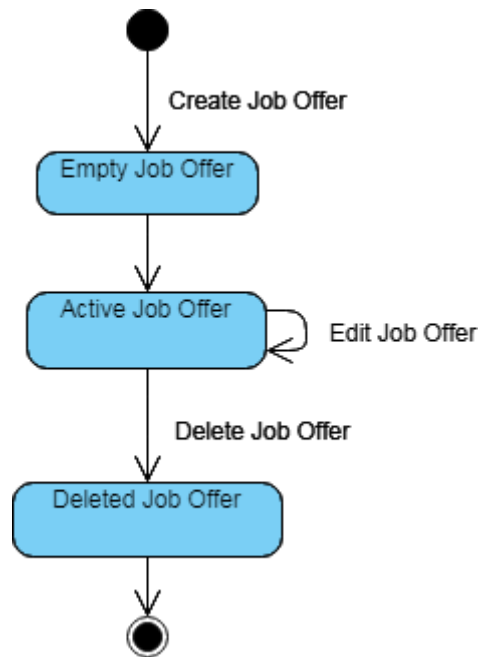 Create Job Offer
Empty Job Offer
Active Job Offer
Edit Job Offer
Delete Job Offer
Deleted Job Offer